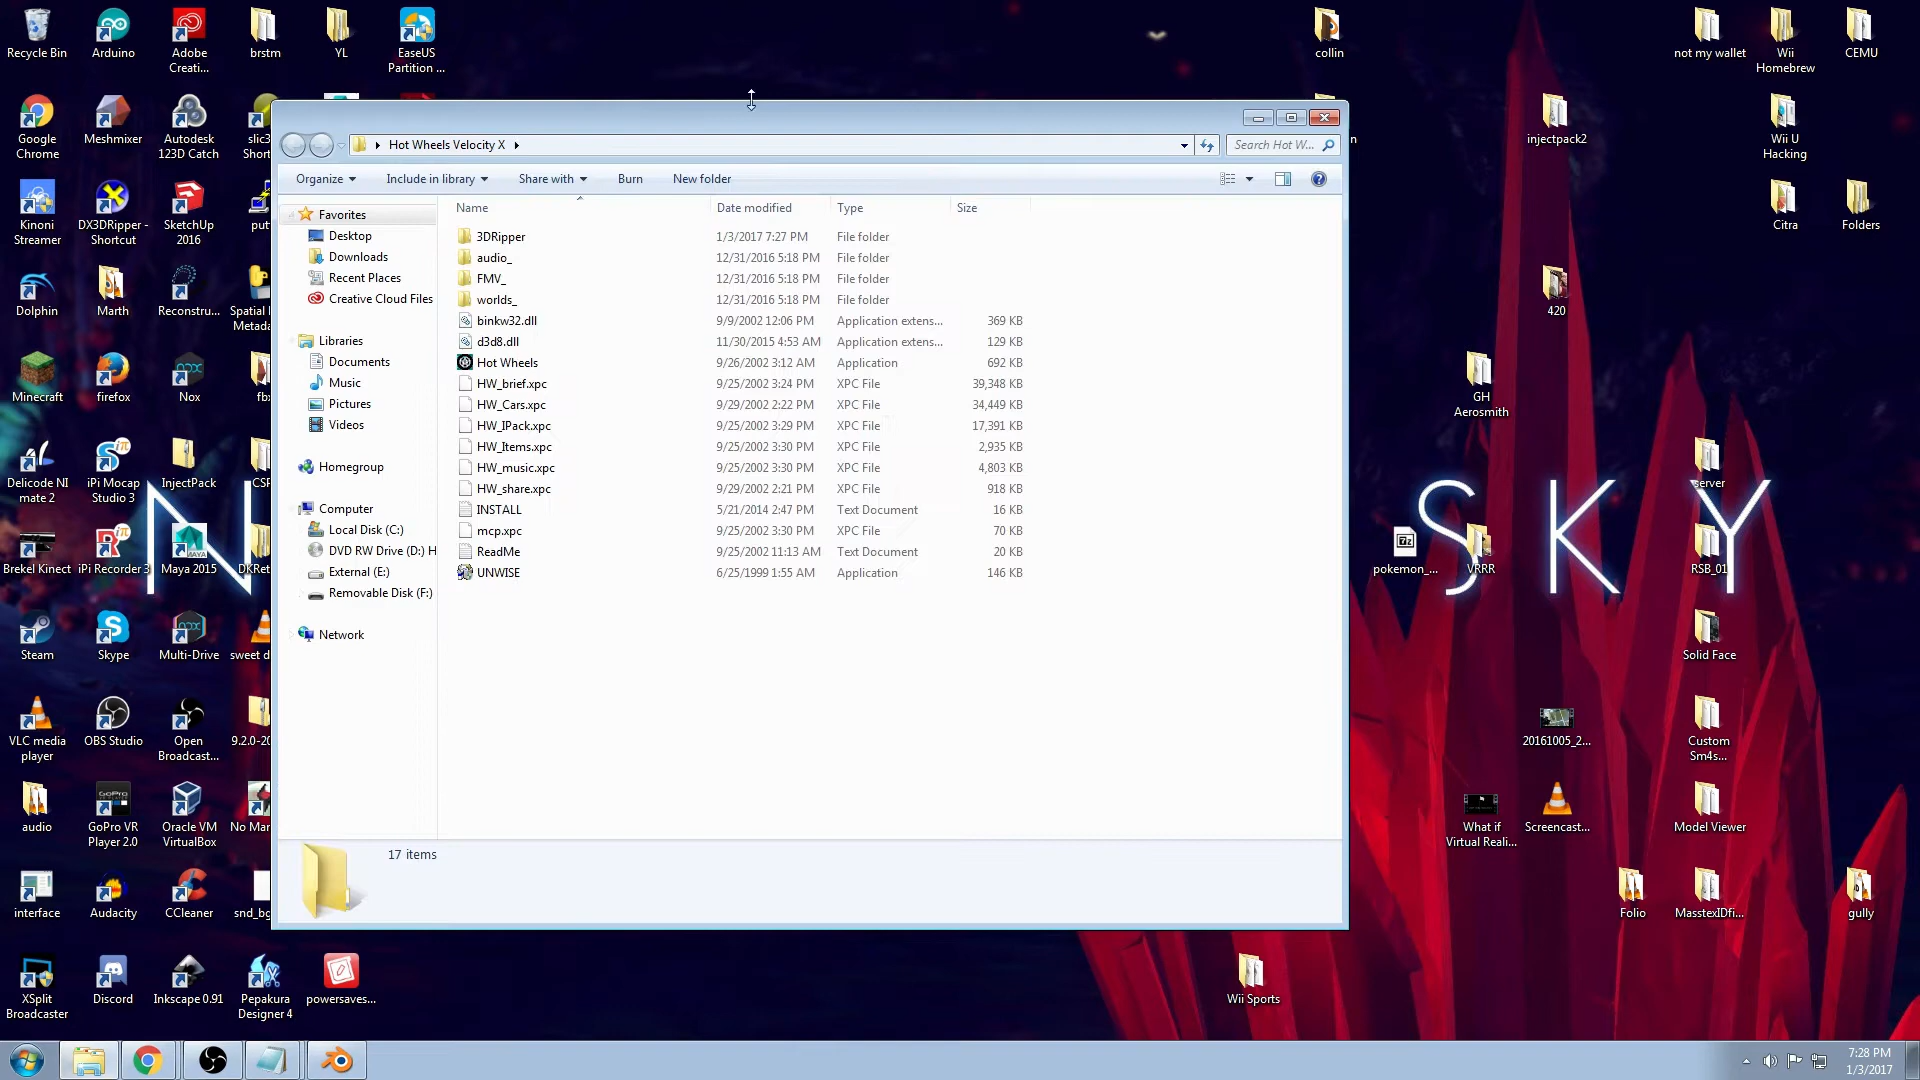 Recycle Bin
Arduino
Adobe
Creati...
brstm
YL
EaseUS
Partition ...
collin
not my wallet
Wii
Homebrew
CEMU
Google
Chrome
Meshmixer
Autodesk
123D Catch
injectpack2
Wii U
Hacking
Kinoni
Streamer
DX3DRipper -
Shortcut
SketchUp
2016
Citra
Folders
Dolphin
Marth
Reconstru...
Spatial
Metada
420
Minecraft
firefox
Nox
GH
Aerosmith
Delicode NI
mate 2
iPi Mocap
Studio 3
InjectPack
server
Brekel Kinect
iPi Recorder 3
Maya 2015
DKRet
pokemon_...
VRRR
RSB_01
S K Y
N
Steam
Skype
Multi-Drive
sweet d
Solid Face
VLC media
player
OBS Studio
Open
Broadcast...
9.2.0-20
20161005_2...
Custom
Sm4s...
audio
GoPro VR
Player 2.0
Oracle VM
VirtualBox
No Man
What if
Virtual Reali...
Screencast...
Model Viewer
interface
Audacity
CCleaner
snd_bg
Folio
MasstexIDfi...
gully
XSplit
Broadcaster
Discord
Inkscape 0.91
Pepakura
Designer 4
powersaves...
Wii Sports
Hot Wheels Velocity X
Search Hot W...
Organize
Include in library
Share with
Burn
New folder
Favorites
Desktop
Downloads
Recent Places
Creative Cloud Files
Libraries
Documents
Music
Pictures
Videos
Homegroup
Computer
Local Disk (C:)
DVD RW Drive (D:) H
External (E:)
Removable Disk (F:)
Network
Name Date modified Type Size
3DRipper 1/3/2017 7:27 PM File folder
audio_ 12/31/2016 5:18 PM File folder
FMV_ 12/31/2016 5:18 PM File folder
worlds_ 12/31/2016 5:18 PM File folder
binkw32.dll 9/9/2002 12:06 PM Application extens... 369 KB
d3d8.dll 11/30/2015 4:53 AM Application extens... 129 KB
Hot Wheels 9/26/2002 3:12 AM Application 692 KB
HW_brief.xpc 9/25/2002 3:24 PM XPC File 39,348 KB
HW_Cars.xpc 9/29/2002 2:22 PM XPC File 34,449 KB
HW_IPack.xpc 9/25/2002 3:29 PM XPC File 17,391 KB
HW_Items.xpc 9/25/2002 3:30 PM XPC File 2,935 KB
HW_music.xpc 9/25/2002 3:30 PM XPC File 4,803 KB
HW_share.xpc 9/29/2002 2:21 PM XPC File 918 KB
INSTALL 5/21/2014 2:47 PM Text Document 16 KB
mcp.xpc 9/25/2002 3:30 PM XPC File 70 KB
ReadMe 9/25/2002 11:13 AM Text Document 20 KB
UNWISE 6/25/1999 1:55 AM Application 146 KB
17 items
7:28 PM
1/3/2017